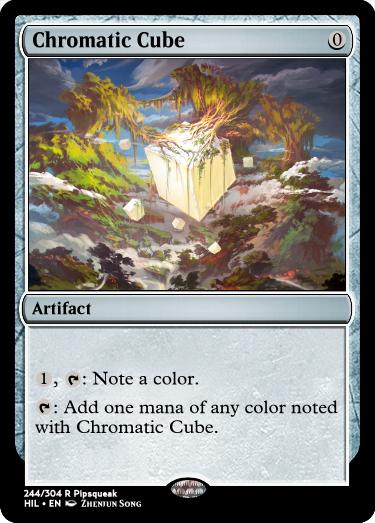 Chromatic Cube 0
Artifact
1, T: Note a color.
T: Add one mana of any color noted
with Chromatic Cube.
244/304 R Pipsqueak
HIL • EN Zhenfun Song